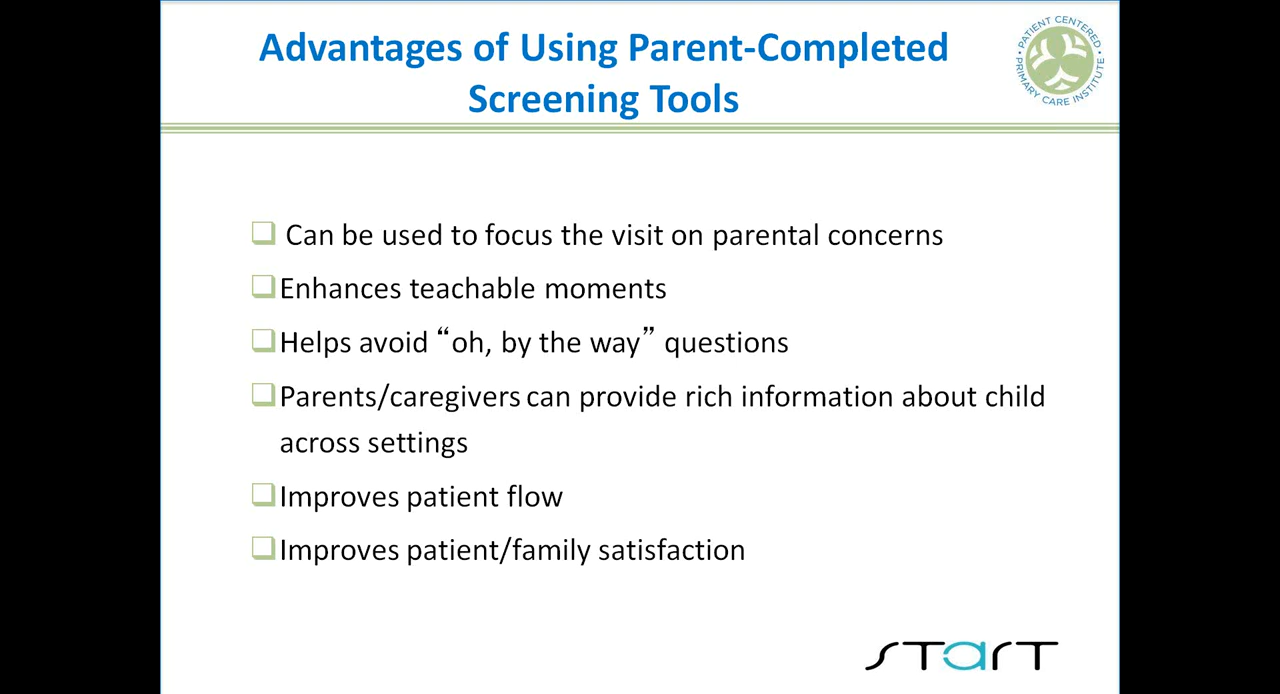 Advantages of Using Parent-Completed
Screening Tools
PATIENT CENTERED
PRIMARY CARE INSTITUTE
Can be used to focus the visit on parental concerns
Enhances teachable moments
Helps avoid “oh, by the way” questions
Parents/caregivers can provide rich information about child
across settings
Improves patient flow
Improves patient/family satisfaction
START